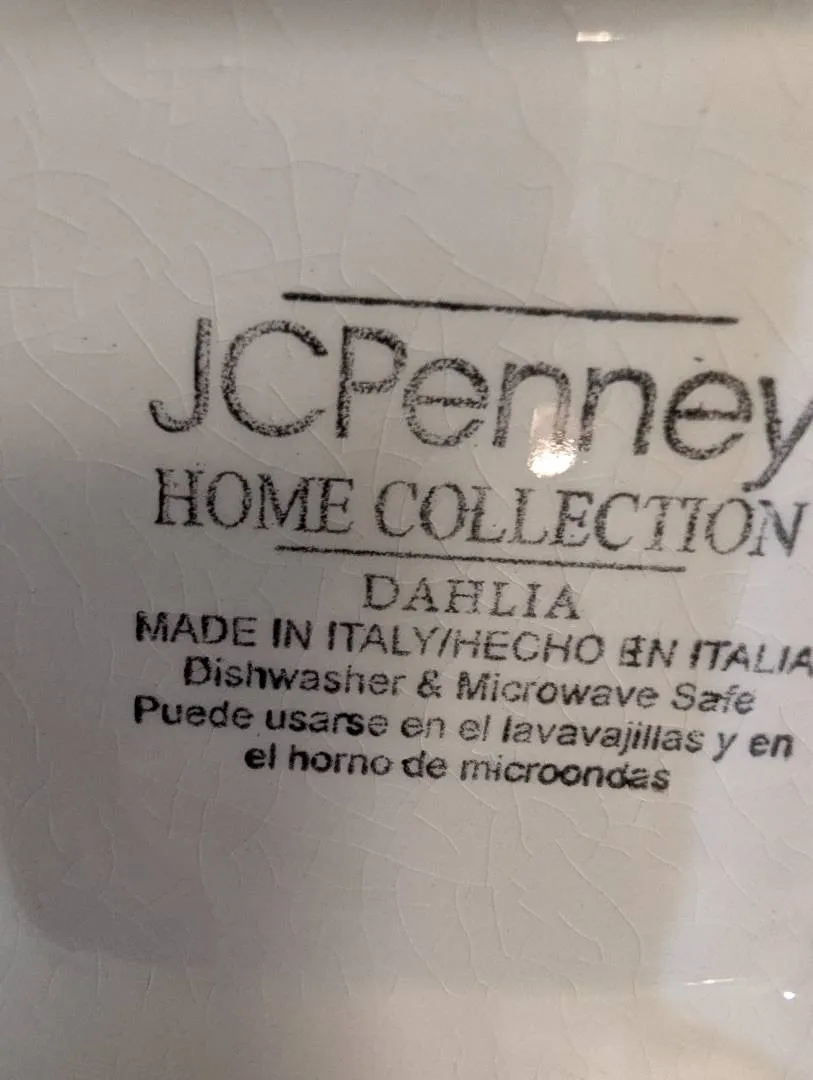 JCPenney
HOME COLLECTION
DAHLIA
MADE IN ITALY/HECHO EN ITALIA
Dishwasher & Microwave Safe
Puede usarse en el lavavajillas y en
el horno de microondas